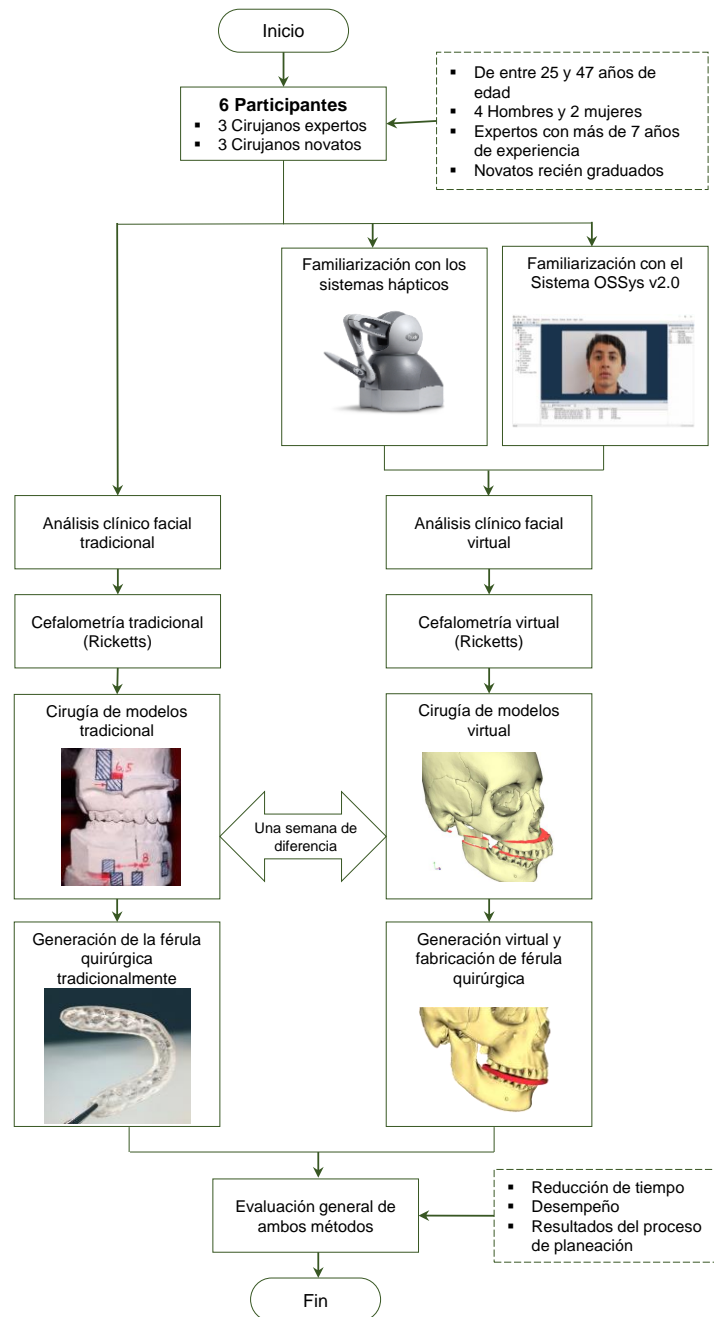 Inicio
6 Participantes
▪ 3 Cirujanos expertos
▪ 3 Cirujanos novatos
▪ De entre 25 y 47 años de
edad
▪ 4 Hombres y 2 mujeres
▪ Expertos con más de 7 años
de experiencia
▪ Novatos recién graduados
Familiarización con los
sistemas hápticos
Familiarización con el
Sistema OSSys v2.0
Análisis clínico facial
tradicional
Análisis clínico facial
virtual
Cefalometría tradicional
(Ricketts)
Cefalometría virtual
(Ricketts)
Cirugía de modelos
tradicional
6,5
8
Una semana de
diferencia
Cirugía de modelos
virtual
Generación de la férula
quirúrgica
tradicionalmente
Generación virtual y
fabricación de férula
quirúrgica
Evaluación general de
ambos métodos
▪ Reducción de tiempo
▪ Desempeño
▪ Resultados del proceso
de planeación
Fin